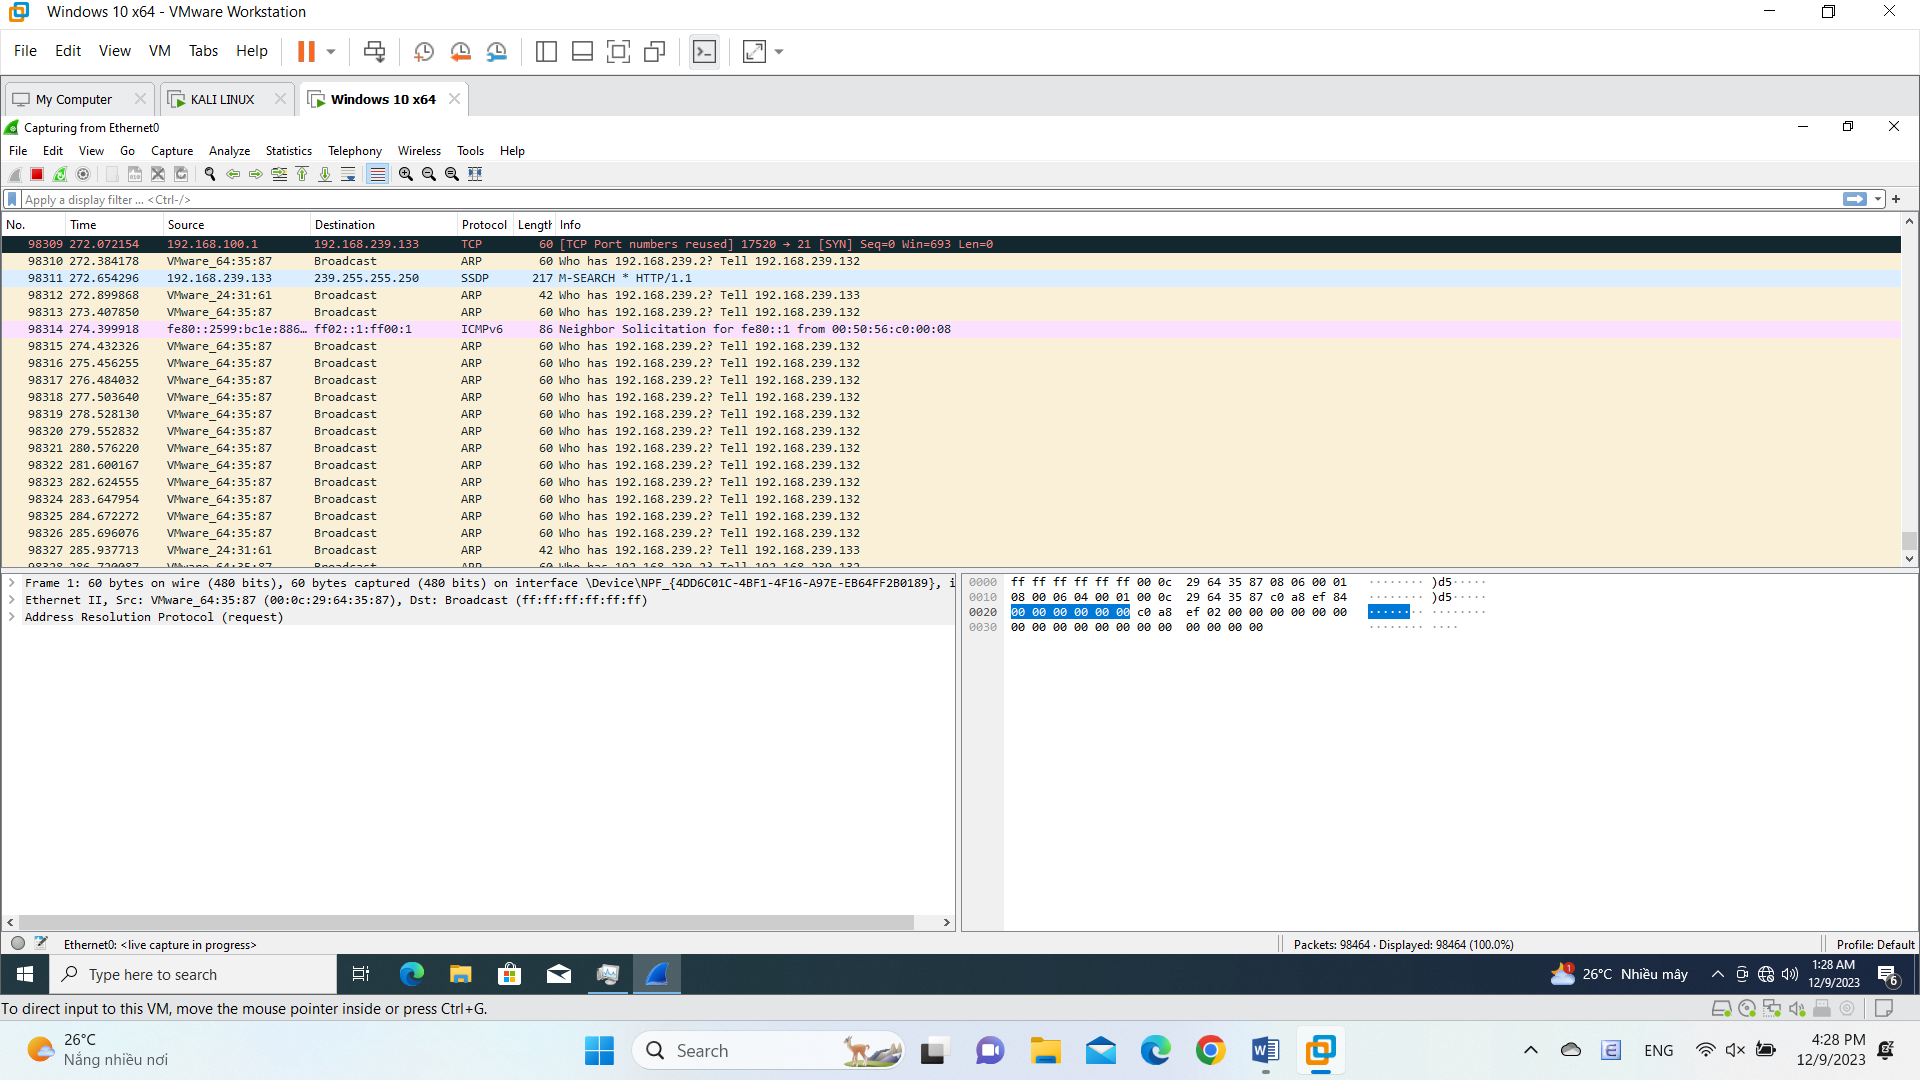 Windows 10 x64 - VMware Workstation
File Edit View VM Tabs Help
My Computer KALI LINUX Windows 10 x64
Capturing from Ethernet0
File Edit View Go Capture Analyze Statistics Telephony Wireless Tools Help
Apply a display filter ... <Ctrl-/>
No. Time Source Destination Protocol Length Info
98309 272.072154 192.168.100.1 192.168.239.133 TCP 60 [TCP Port numbers reused] 17520 → 21 [SYN] Seq=0 Win=693 Len=0
98310 272.384178 VMware_64:35:87 Broadcast ARP 60 Who has 192.168.239.2? Tell 192.168.239.132
98311 272.654296 192.168.239.133 239.255.255.250 SSDP 217 M-SEARCH * HTTP/1.1
98312 272.899868 VMware_24:31:61 Broadcast ARP 42 Who has 192.168.239.2? Tell 192.168.239.133
98313 273.407850 VMware_64:35:87 Broadcast ARP 60 Who has 192.168.239.2? Tell 192.168.239.132
98314 274.399918 fe80::2599:bc1e:886… ff02::1:ff00:1 ICMPv6 86 Neighbor Solicitation for fe80::1 from 00:50:56:c0:00:08
98315 274.432326 VMware_64:35:87 Broadcast ARP 60 Who has 192.168.239.2? Tell 192.168.239.132
98316 275.456255 VMware_64:35:87 Broadcast ARP 60 Who has 192.168.239.2? Tell 192.168.239.132
98317 276.484032 VMware_64:35:87 Broadcast ARP 60 Who has 192.168.239.2? Tell 192.168.239.132
98318 277.503640 VMware_64:35:87 Broadcast ARP 60 Who has 192.168.239.2? Tell 192.168.239.132
98319 278.528130 VMware_64:35:87 Broadcast ARP 60 Who has 192.168.239.2? Tell 192.168.239.132
98320 279.552832 VMware_64:35:87 Broadcast ARP 60 Who has 192.168.239.2? Tell 192.168.239.132
98321 280.576220 VMware_64:35:87 Broadcast ARP 60 Who has 192.168.239.2? Tell 192.168.239.132
98322 281.600167 VMware_64:35:87 Broadcast ARP 60 Who has 192.168.239.2? Tell 192.168.239.132
98323 282.624555 VMware_64:35:87 Broadcast ARP 60 Who has 192.168.239.2? Tell 192.168.239.132
98324 283.647954 VMware_64:35:87 Broadcast ARP 60 Who has 192.168.239.2? Tell 192.168.239.132
98325 284.672272 VMware_64:35:87 Broadcast ARP 60 Who has 192.168.239.2? Tell 192.168.239.132
98326 285.696076 VMware_64:35:87 Broadcast ARP 60 Who has 192.168.239.2? Tell 192.168.239.132
98327 285.937713 VMware_24:31:61 Broadcast ARP 42 Who has 192.168.239.2? Tell 192.168.239.133
98328 286.720087 VMware_64:35:87 Broadcast ARP 60 Who has 192.168.239.2? Tell 192.168.239.132
Frame 1: 60 bytes on wire (480 bits), 60 bytes captured (480 bits) on interface \Device\NPF_{4DD6C01C-4BF1-4F16-A97E-EB64FF2B0189}, i
Ethernet II, Src: VMware_64:35:87 (00:0c:29:64:35:87), Dst: Broadcast (ff:ff:ff:ff:ff:ff)
Address Resolution Protocol (request)
0000 ff ff ff ff ff ff 00 0c 29 64 35 87 08 06 00 01 ········ )d5·····
0010 08 00 06 04 00 01 00 0c 29 64 35 87 c0 a8 ef 84 ········ )d5·····
0020 00 00 00 00 00 00 c0 a8 ef 02 00 00 00 00 00 00 ········ ········
0030 00 00 00 00 00 00 00 00 00 00 00 00 ········ ····
Ethernet0: <live capture in progress> Packets: 98464 · Displayed: 98464 (100.0%) Profile: Default
Type here to search 1 26°C Nhiều mây 1:28 AM 12/9/2023 6
To direct input to this VM, move the mouse pointer inside or press Ctrl+G.
26°C
Nắng nhiều nơi
Search
ENG
4:28 PM
12/9/2023